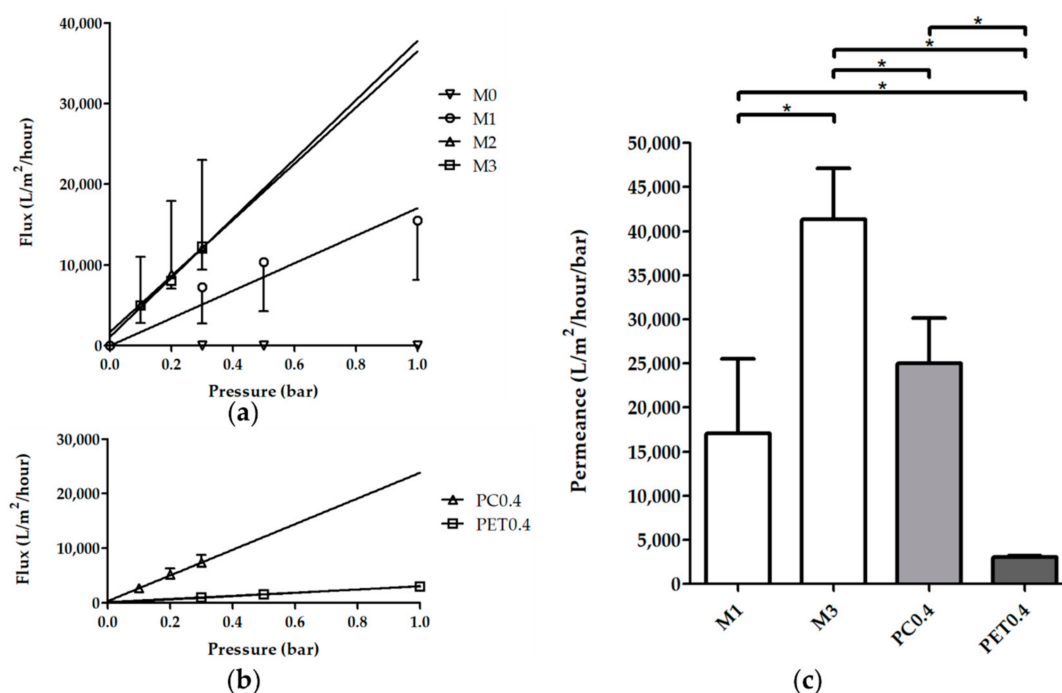 40,000
30,000
20,000
10,000
0
Flux (L/m²/hour)
0.0 0.2 0.4 0.6 0.8 1.0
Pressure (bar)
M0
M1
M2
M3
(a)
30,000
20,000
10,000
0
Flux (L/m²/hour)
0.0 0.2 0.4 0.6 0.8 1.0
Pressure (bar)
PC0.4
PET0.4
(b)
*
*
*
*
*
50,000
45,000
40,000
35,000
30,000
25,000
20,000
15,000
10,000
5,000
0
Permeance (L/m²/hour/bar)
M1 M3 PC0.4 PET0.4
(c)